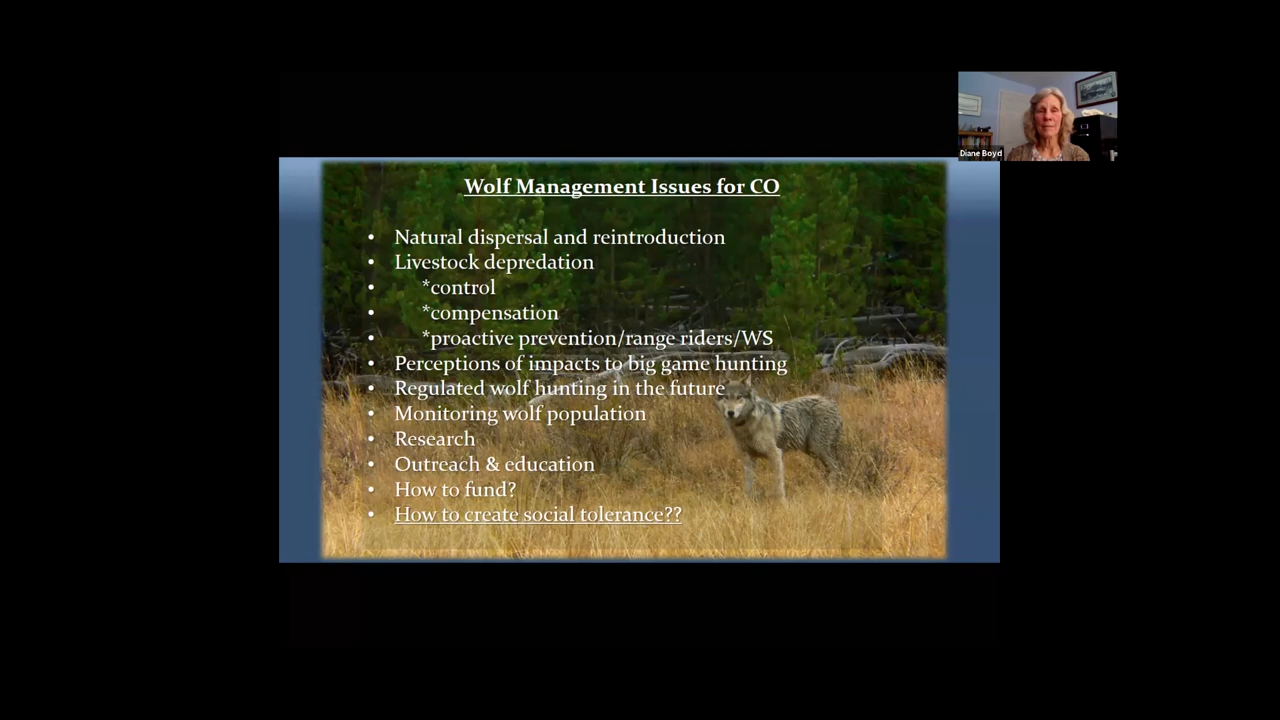 Diane Boyd
Wolf Management Issues for CO
• Natural dispersal and reintroduction
• Livestock depredation
• *control
• *compensation
• *proactive prevention/range riders/WS
• Perceptions of impacts to big game hunting
• Regulated wolf hunting in the future
• Monitoring wolf population
• Research
• Outreach & education
• How to fund?
• How to create social tolerance??